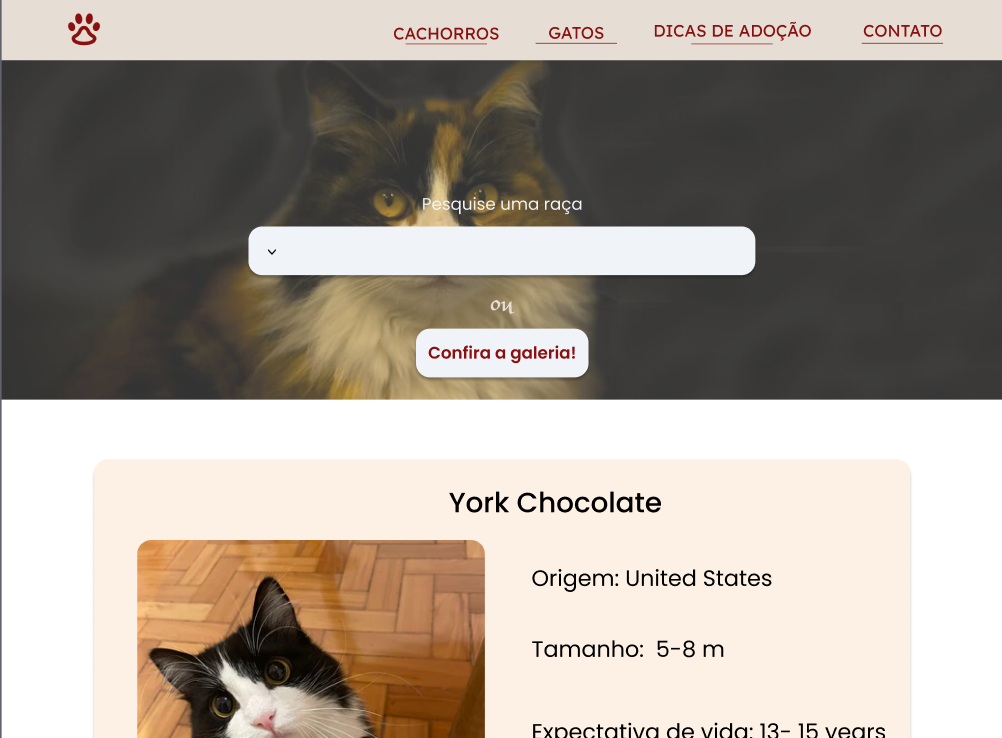 CACHORROS GATOS DICAS DE ADOÇÃO CONTATO
Pesquise uma raça
ou
Confira a galeria!
York Chocolate
Origem: United States
Tamanho: 5-8 m
Expectativa de vida: 13- 15 years